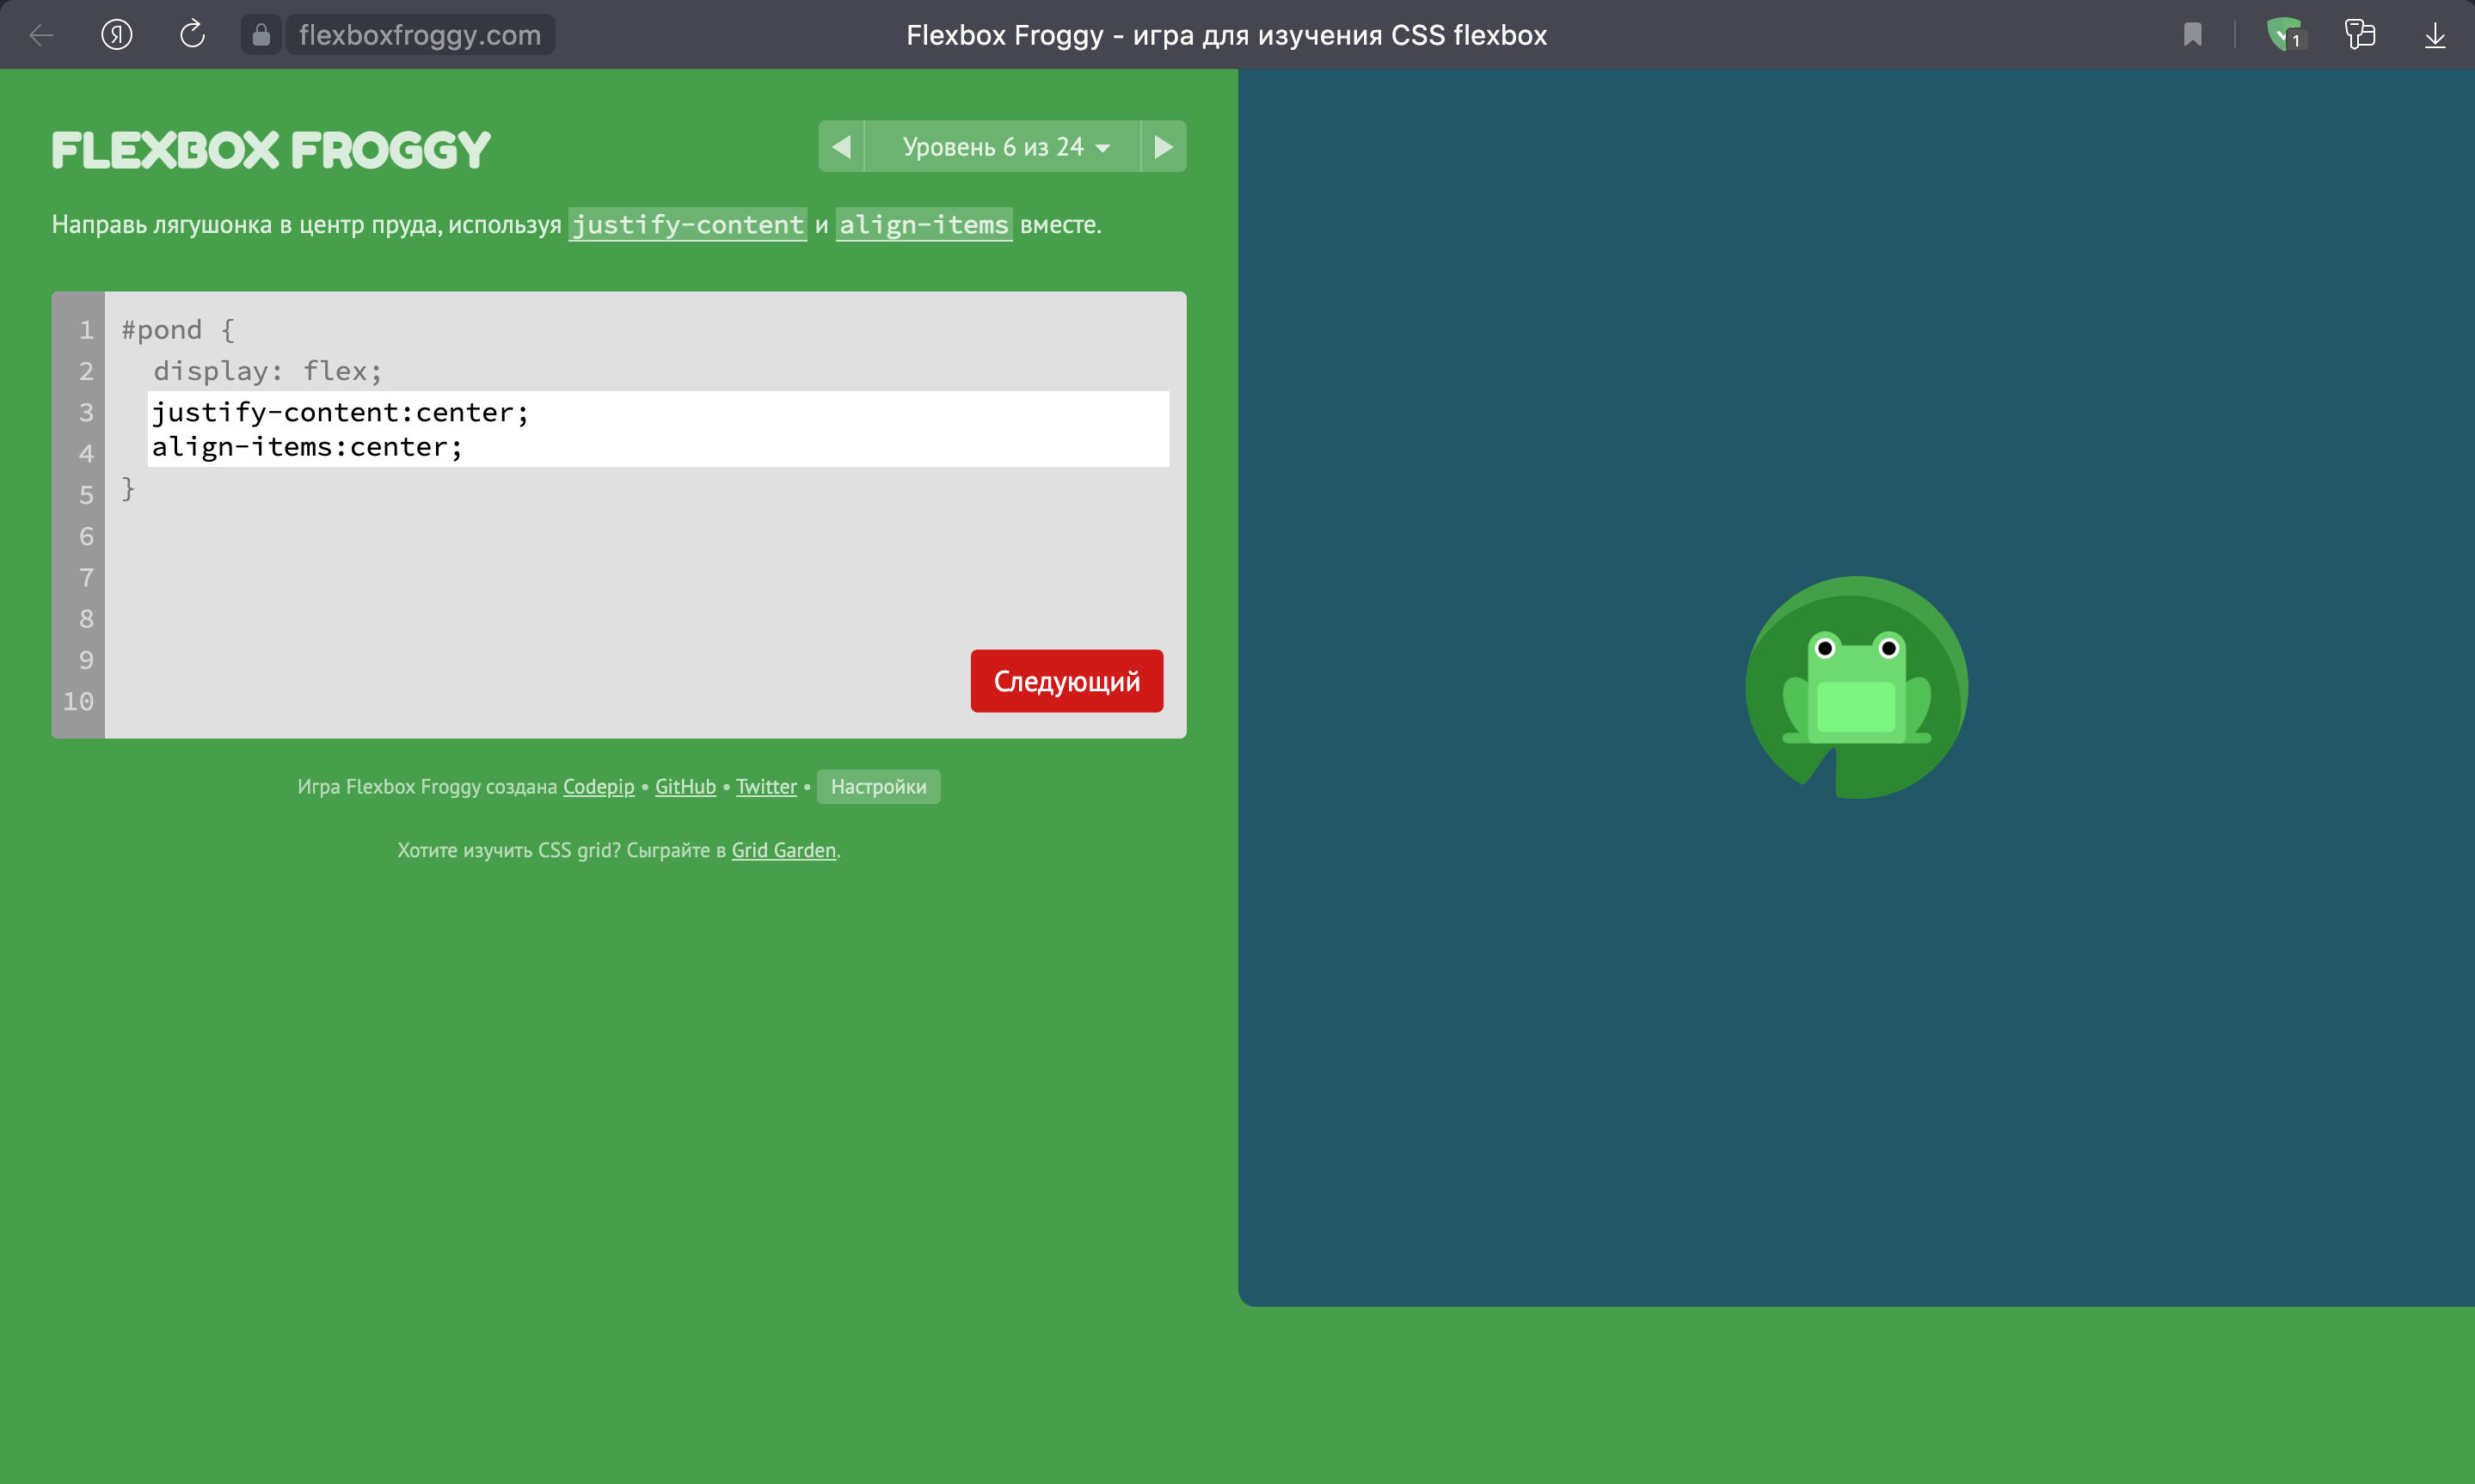 flexboxfroggy.com
Flexbox Froggy - игра для изучения CSS flexbox
1
FLEXBOX FROGGY
Уровень 6 из 24
Направь лягушонка в центр пруда, используя justify-content и align-items вместе.
1 #pond {
2 display: flex;
3 justify-content:center;
4 align-items:center;
5 }
6
7
8
9
10
Следующий
Игра Flexbox Froggy создана Codepip • GitHub • Twitter • Настройки
Хотите изучить CSS grid? Сыграйте в Grid Garden.